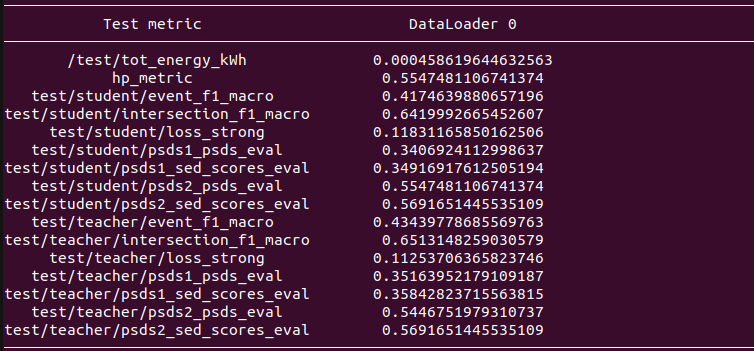 Test metric DataLoader 0
/test/tot_energy_kWh 0.000458619644632563
hp_metric 0.5547481106741374
test/student/event_f1_macro 0.4174639880657196
test/student/intersection_f1_macro 0.6419992665452607
test/student/loss_strong 0.11831165850162506
test/student/psds1_psds_eval 0.3406924112998637
test/student/psds1_sed_scores_eval 0.34916917612505194
test/student/psds2_psds_eval 0.5547481106741374
test/student/psds2_sed_scores_eval 0.5691651445535109
test/teacher/event_f1_macro 0.43439778685569763
test/teacher/intersection_f1_macro 0.6513148259030579
test/teacher/loss_strong 0.11253706365823746
test/teacher/psds1_psds_eval 0.35163952179109187
test/teacher/psds1_sed_scores_eval 0.35842823715563815
test/teacher/psds2_psds_eval 0.5446751979310737
test/teacher/psds2_sed_scores_eval 0.5691651445535109